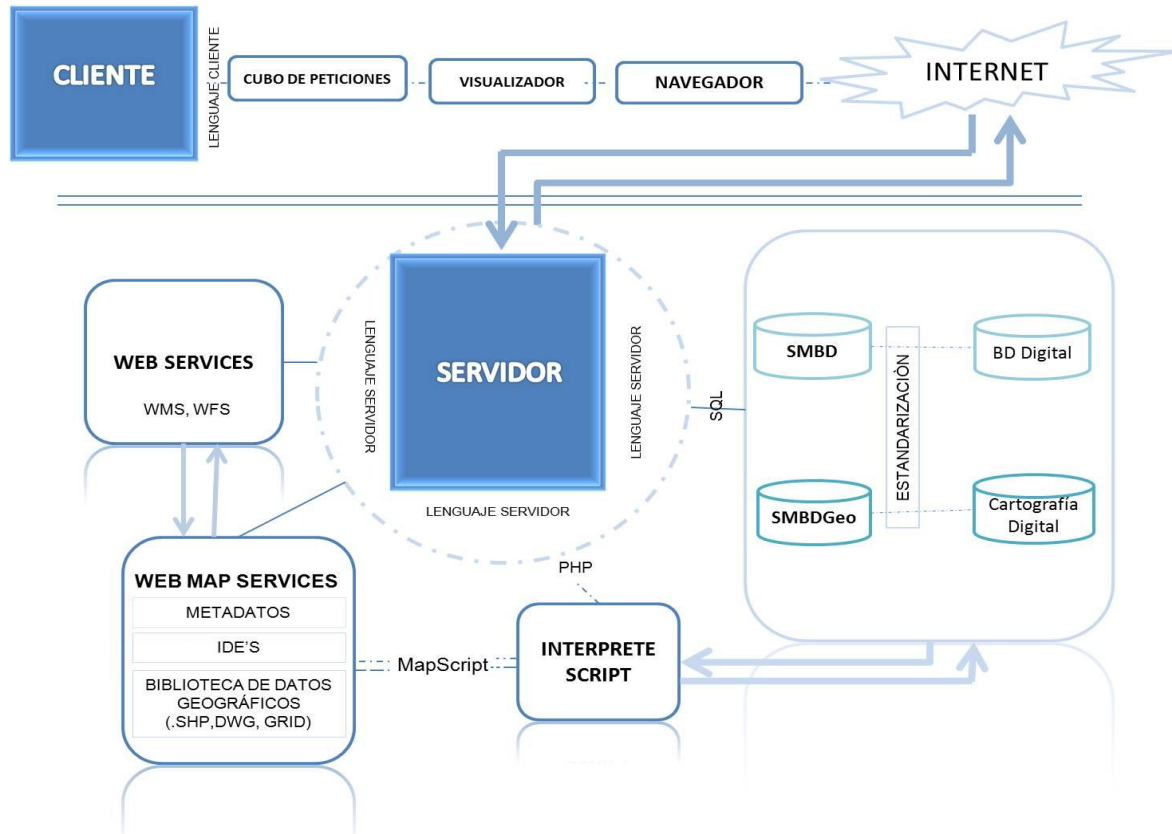 CLIENTE
LENGUAJE CLIENTE
CUBO DE PETICIONES
VISUALIZADOR
NAVEGADOR
INTERNET
WEB SERVICES
WMS, WFS
LENGUAJE SERVIDOR
SERVIDOR
LENGUAJE SERVIDOR
LENGUAJE SERVIDOR
SQL
SMBD
BD Digital
ESTANDARIZACIÒN
SMBDGeo
Cartografía
Digital
WEB MAP SERVICES
METADATOS
IDE'S
BIBLIOTECA DE DATOS
GEOGRÁFICOS
(.SHP,DWG, GRID)
MapScript
PHP
INTERPRETE
SCRIPT